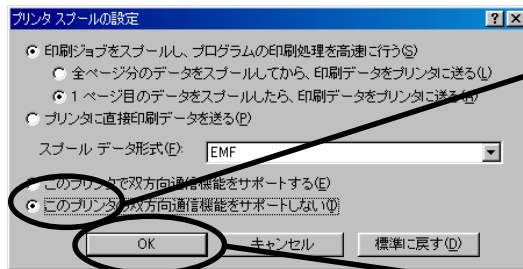 プリンタ スプールの設定
印刷ジョブをスプールし、プログラムの印刷処理を高速に行う(S)
全ページ分のデータをスプールしてから、印刷データをプリンタに送る(L)
1 ページ目のデータをスプールしたら、印刷データをプリンタに送る
プリンタに直接印刷データを送る(P)
スプール データ形式(F): EMF
このプリンタで双方向通信機能をサポートする(E)
このプリンタの双方向通信機能をサポートしない(I)
OK キャンセル 標準に戻す(D)